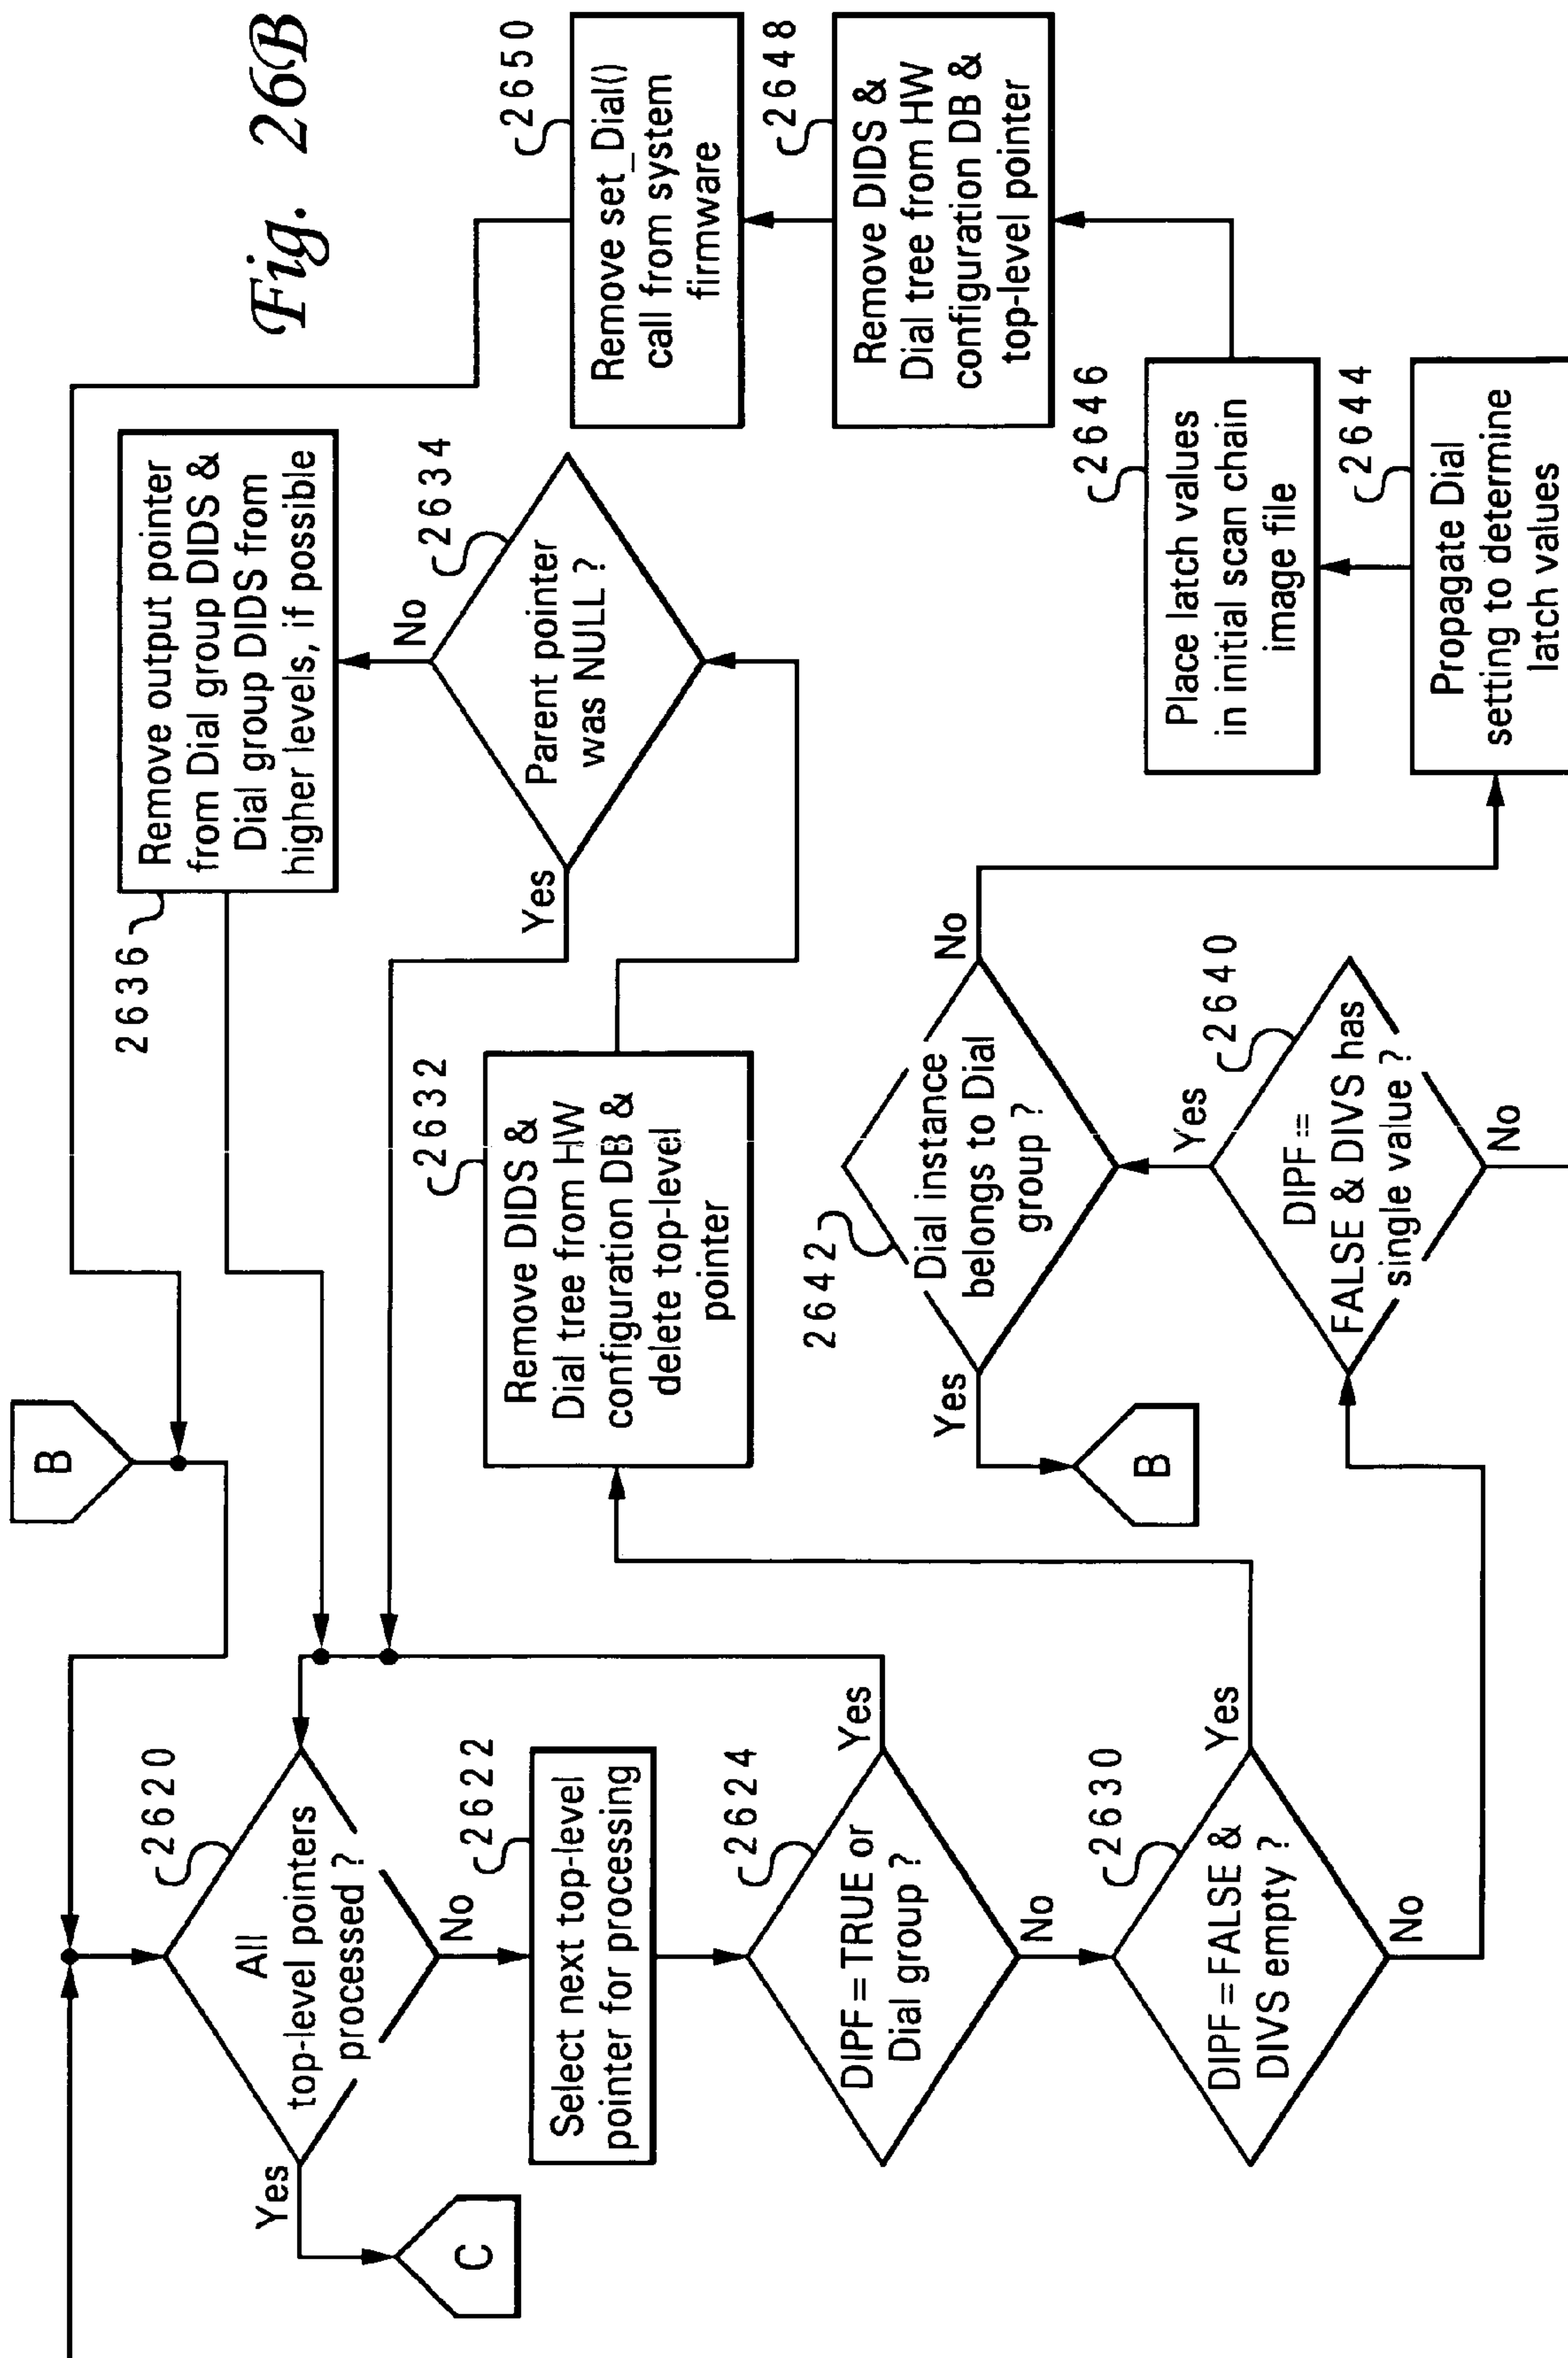 Fig. 26B
B
2620
All
top-level pointers
processed ?
Yes
C
No
2622
Select next top-level
pointer for processing
2624
DIPF = TRUE or
Dial group ?
Yes
No
2630
DIPF = FALSE &
DIVS empty ?
Yes
No
2632
Remove DIDS &
Dial tree from HW
configuration DB &
delete top-level
pointer
2634
Parent pointer
was NULL ?
Yes
No
2636
Remove output pointer
from Dial group DIDS &
Dial group DIDS from
higher levels, if possible
2640
DIPF =
FALSE & DIVS has
single value ?
Yes
No
2642
Dial instance
belongs to Dial
group ?
Yes
B
No
2644
Propagate Dial
setting to determine
latch values
2646
Place latch values
in initial scan chain
image file
2648
Remove DIDS &
Dial tree from HW
configuration DB &
top-level pointer
2650
Remove set_Dial()
call from system
firmware